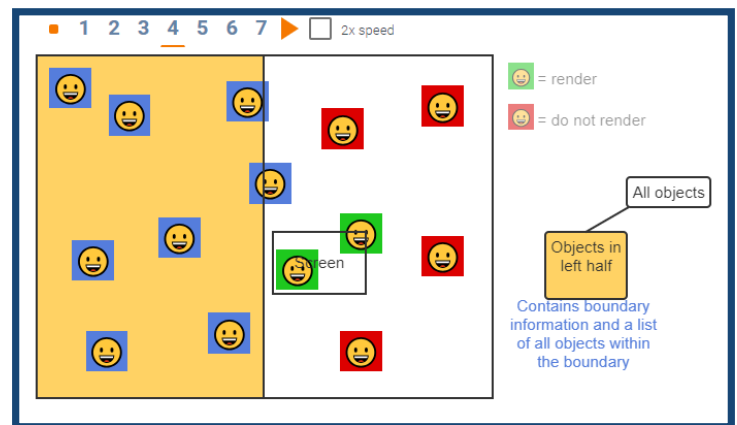 1 2 3 4 5 6 7 2x speed
= render
= do not render
All objects
Objects in
left half
Screen
Contains boundary
information and a list
of all objects within
the boundary